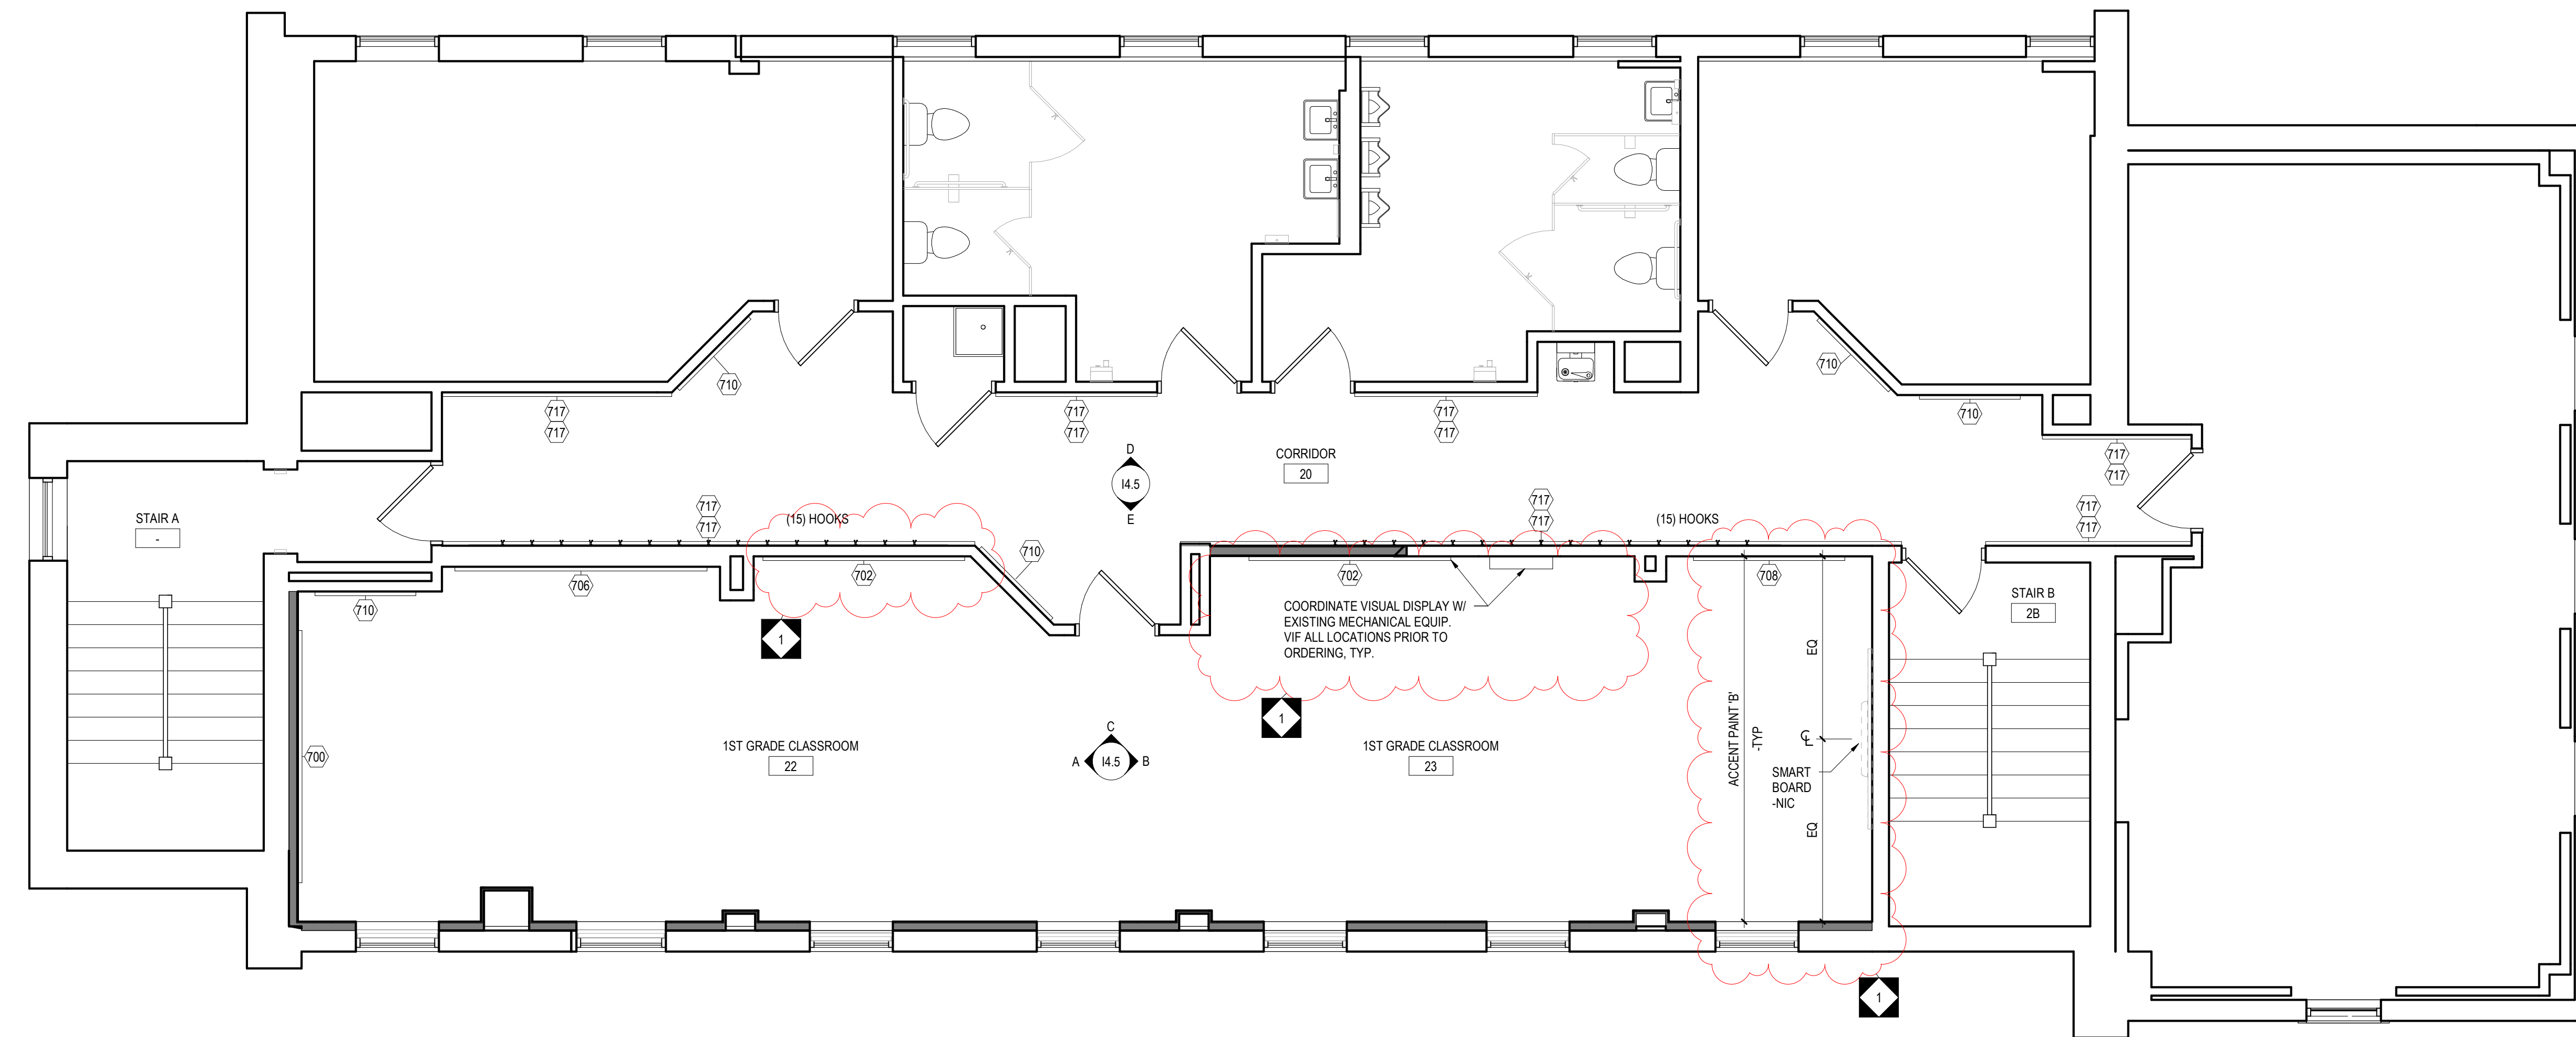 710
710
717
717
717
717
717
717
710
717
717
D
I4.5
E
CORRIDOR
20
STAIR A
-
717
717
(15) HOOKS
717
717
(15) HOOKS
717
717
710
706
702
710
702
708
1
COORDINATE VISUAL DISPLAY W/
EXISTING MECHANICAL EQUIP.
VIF ALL LOCATIONS PRIOR TO
ORDERING, TYP.
1
STAIR B
2B
EQ
ACCENT PAINT 'B'
-TYP
CL
SMART
BOARD
-NIC
EQ
700
1ST GRADE CLASSROOM
22
C
A
I4.5
B
1ST GRADE CLASSROOM
23
1